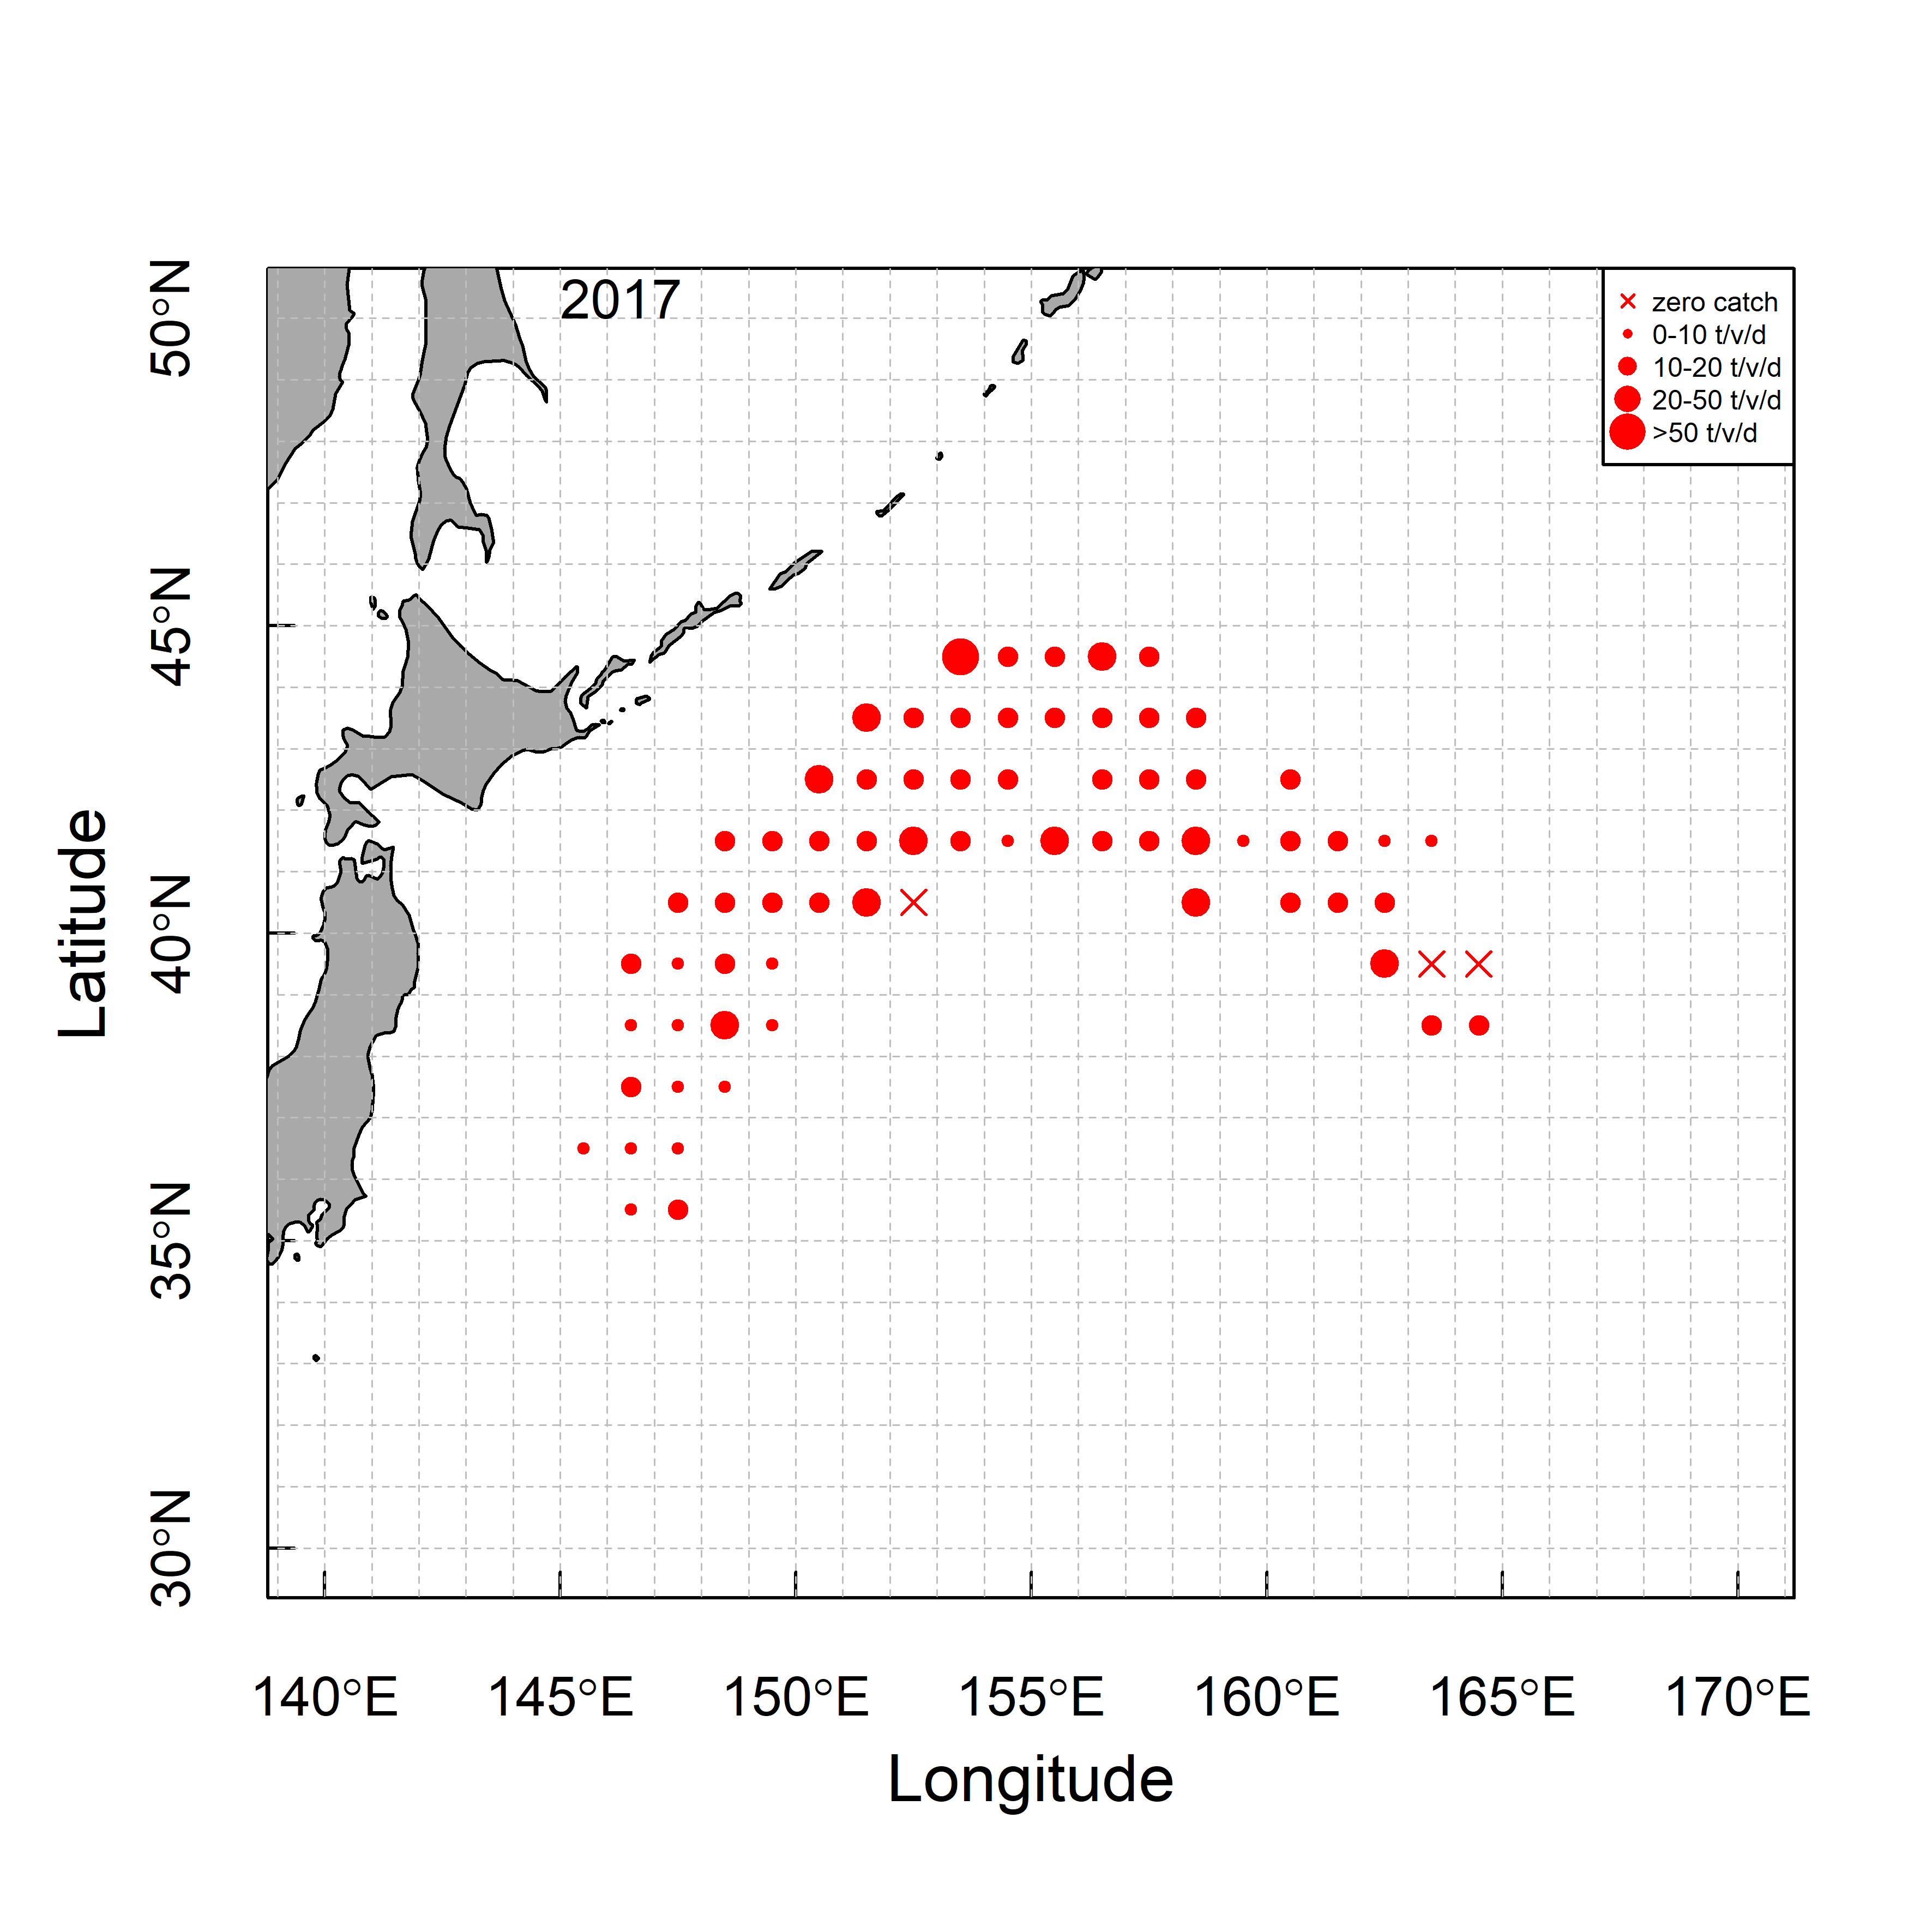 2017
zero catch
0-10 t/v/d
10-20 t/v/d
20-50 t/v/d
>50 t/v/d
50°N
45°N
40°N
35°N
30°N
Latitude
140°E 145°E 150°E 155°E 160°E 165°E 170°E
Longitude